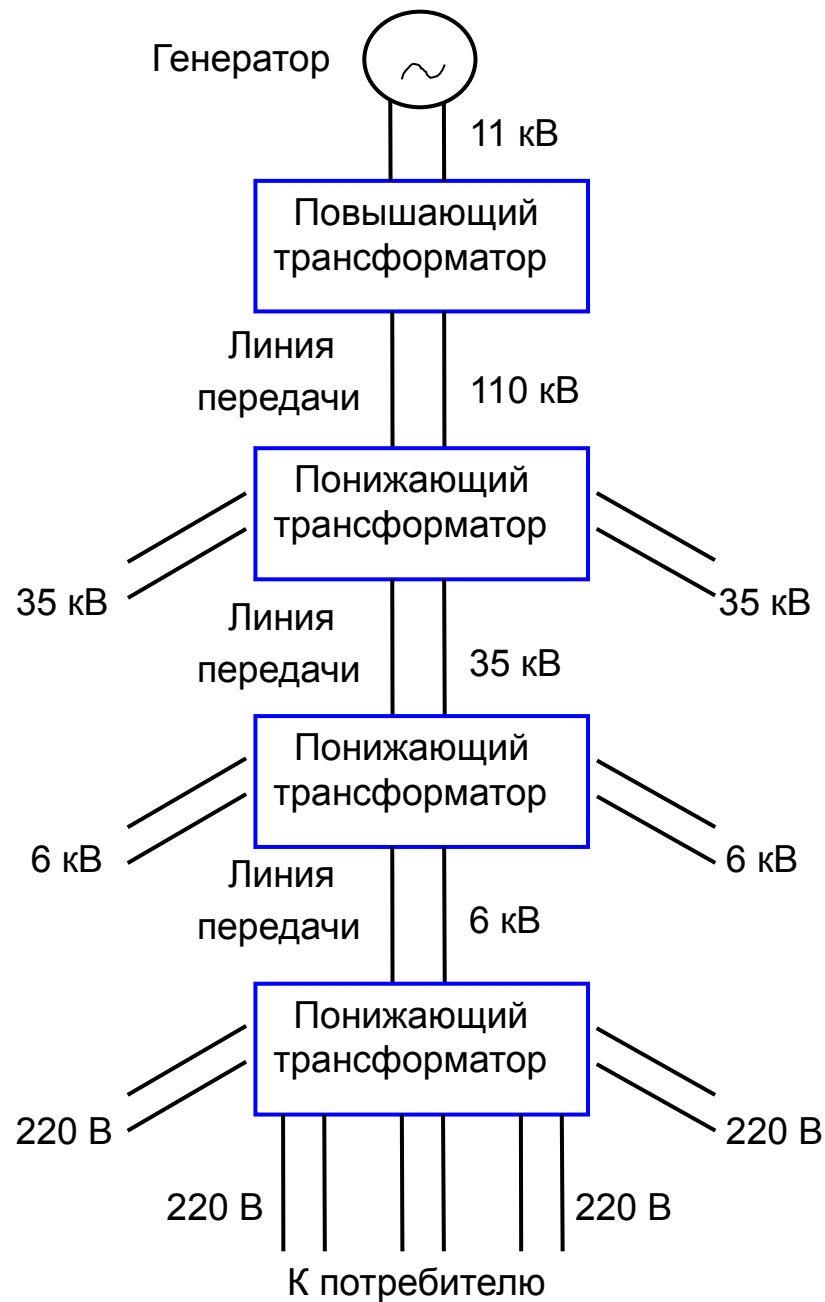 Генератор
11 кВ
Повышающий
трансформатор
Линия
передачи
110 кВ
Понижающий
трансформатор
35 кВ
35 кВ
Линия
передачи
35 кВ
Понижающий
трансформатор
6 кВ
6 кВ
Линия
передачи
6 кВ
Понижающий
трансформатор
220 В
220 В
220 В
220 В
К потребителю